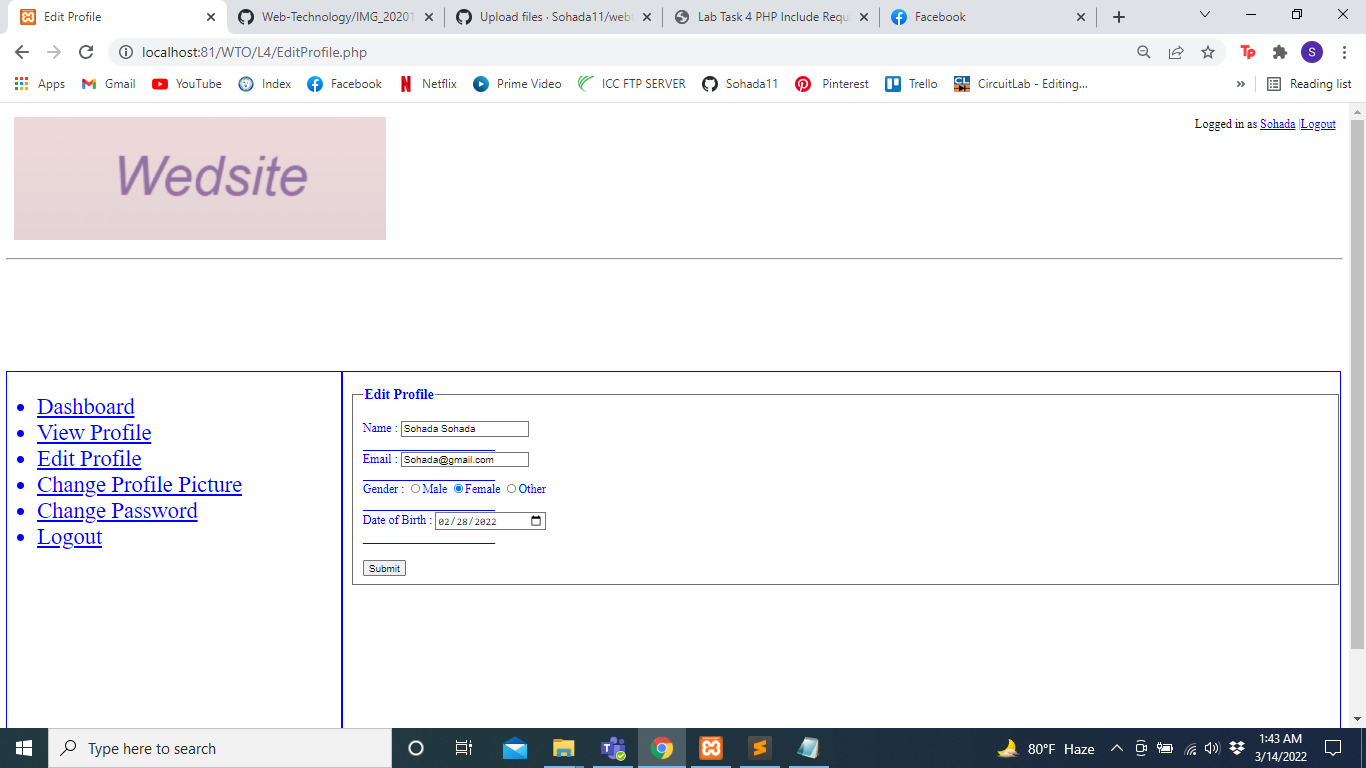 Edit Profile
Web-Technology/IMG_20201
Upload files · Sohada11/webt
Lab Task 4 PHP Include Requ
Facebook
localhost:81/WTO/L4/EditProfile.php
Tp
S
Apps
Gmail
YouTube
Index
Facebook
Netflix
Prime Video
ICC FTP SERVER
Sohada11
Pinterest
Trello
CL
CircuitLab - Editing...
»
Reading list
Wedsite
Logged in as Sohada |Logout
Dashboard
View Profile
Edit Profile
Change Profile Picture
Change Password
Logout
Edit Profile
Name : Sohada Sohada
Email : Sohada@gmail.com
Gender : Male Female Other
Date of Birth : 02/28/2022
Submit
Type here to search
80°F Haze
1:43 AM
3/14/2022